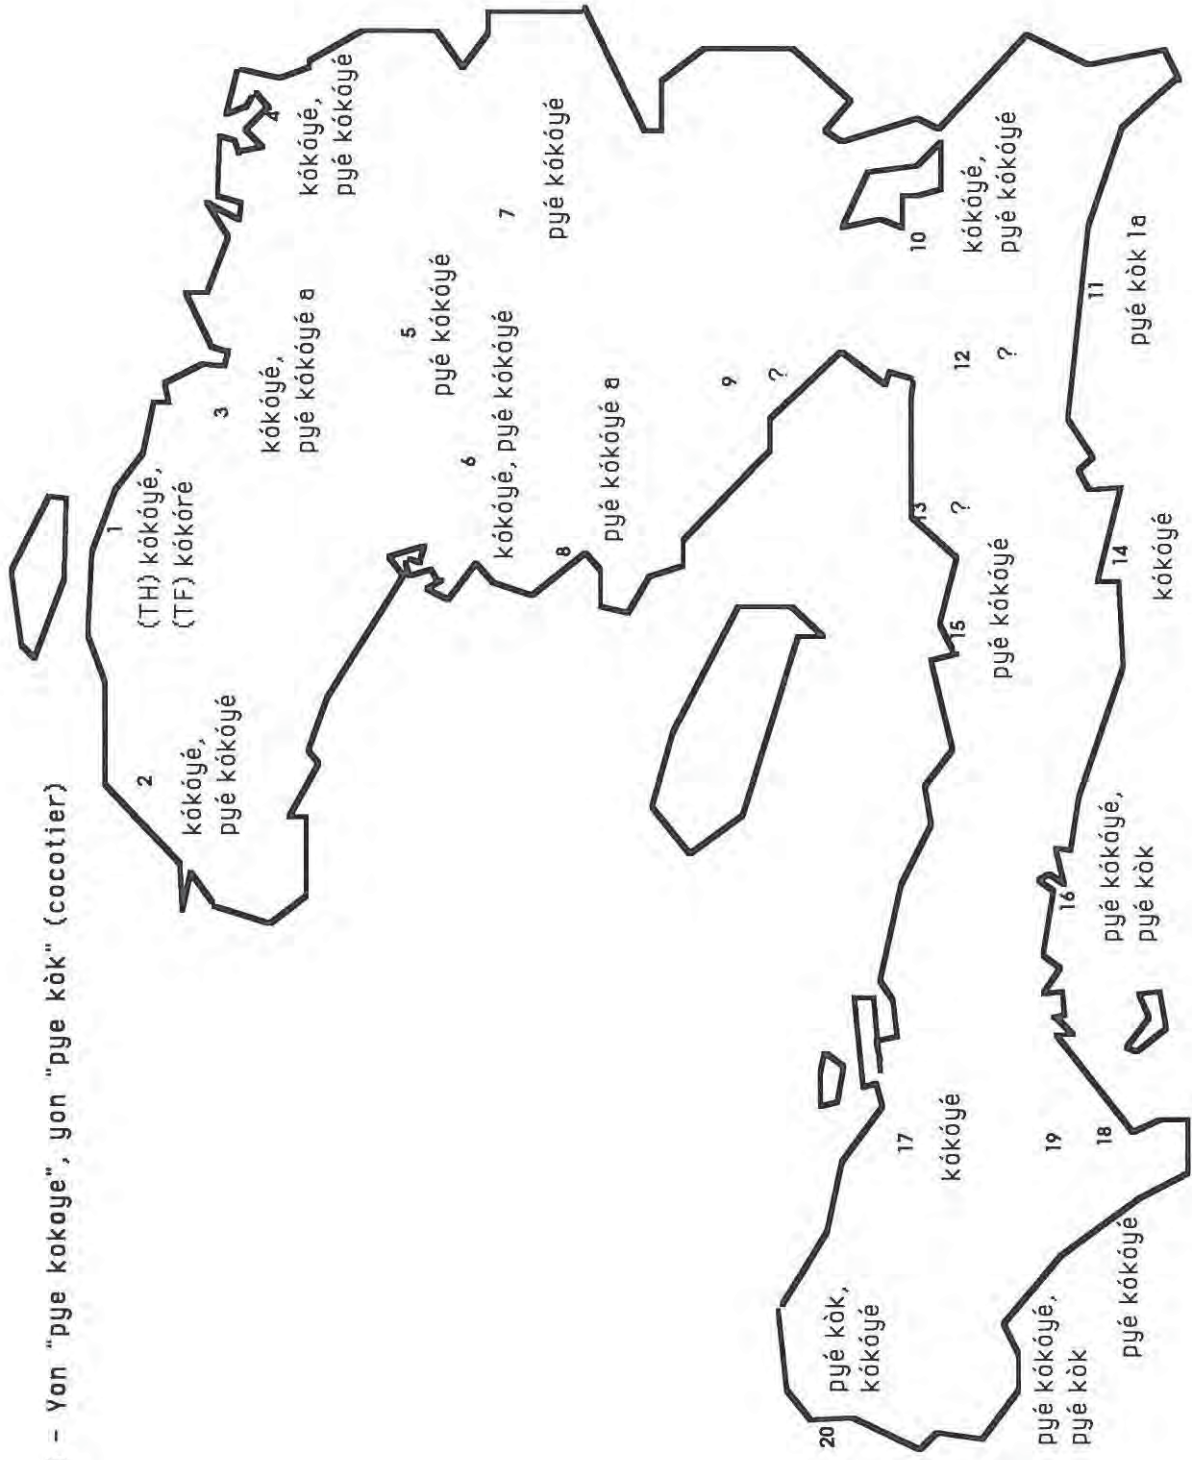 - Yon "pye kokoye", yon "pye kòk" (cocotier)
1
(TH) kókóyé,
(TF) kókóré
2
kókóyé,
pyé kókóyé
3
kókóyé,
pyé kókóyé a
4
kókóyé,
pyé kókóyé
5
pyé kókóyé
6
kókóyé, pyé kókóyé
7
pyé kókóyé
8
pyé kókóyé a
9
?
10
kókóyé,
pyé kókóyé
11
pyé kòk la
12
?
13
?
14
kókóyé
15
pyé kókóyé
16
pyé kókóyé,
pyé kòk
17
kókóyé
18
pyé kókóyé
19
pyé kókóyé,
pyé kòk
20
pyé kòk,
kókóyé